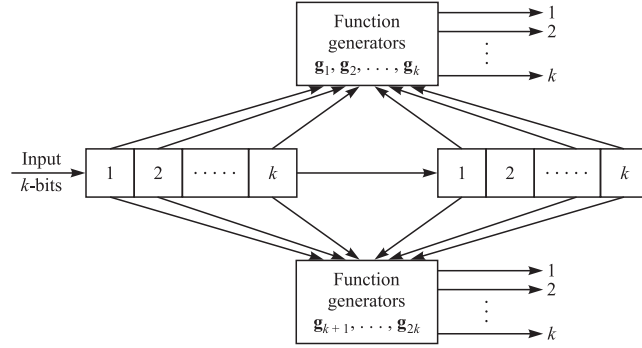 Function
generators
g₁, g₂, . . . , gₖ
1
2
⋮
k
Input
k-bits
1 2 · · · · · k
1 2 · · · · · k
Function
generators
gₖ₊₁, . . . , g₂ₖ
1
2
⋮
k